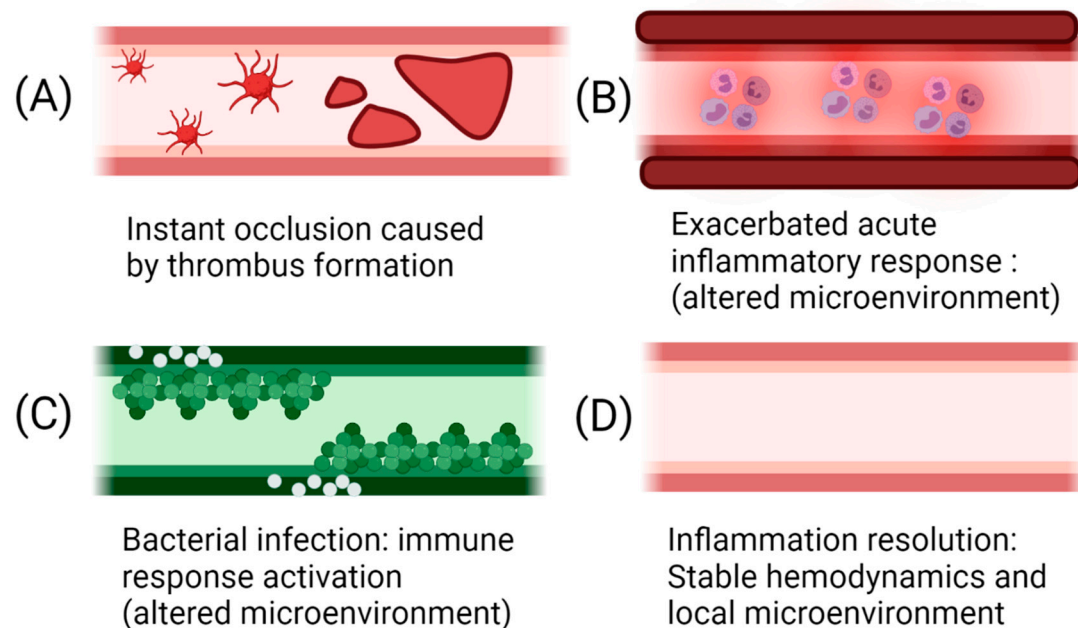 (A)
Instant occlusion caused
by thrombus formation
(B)
Exacerbated acute
inflammatory response :
(altered microenvironment)
(C)
Bacterial infection: immune
response activation
(altered microenvironment)
(D)
Inflammation resolution:
Stable hemodynamics and
local microenvironment